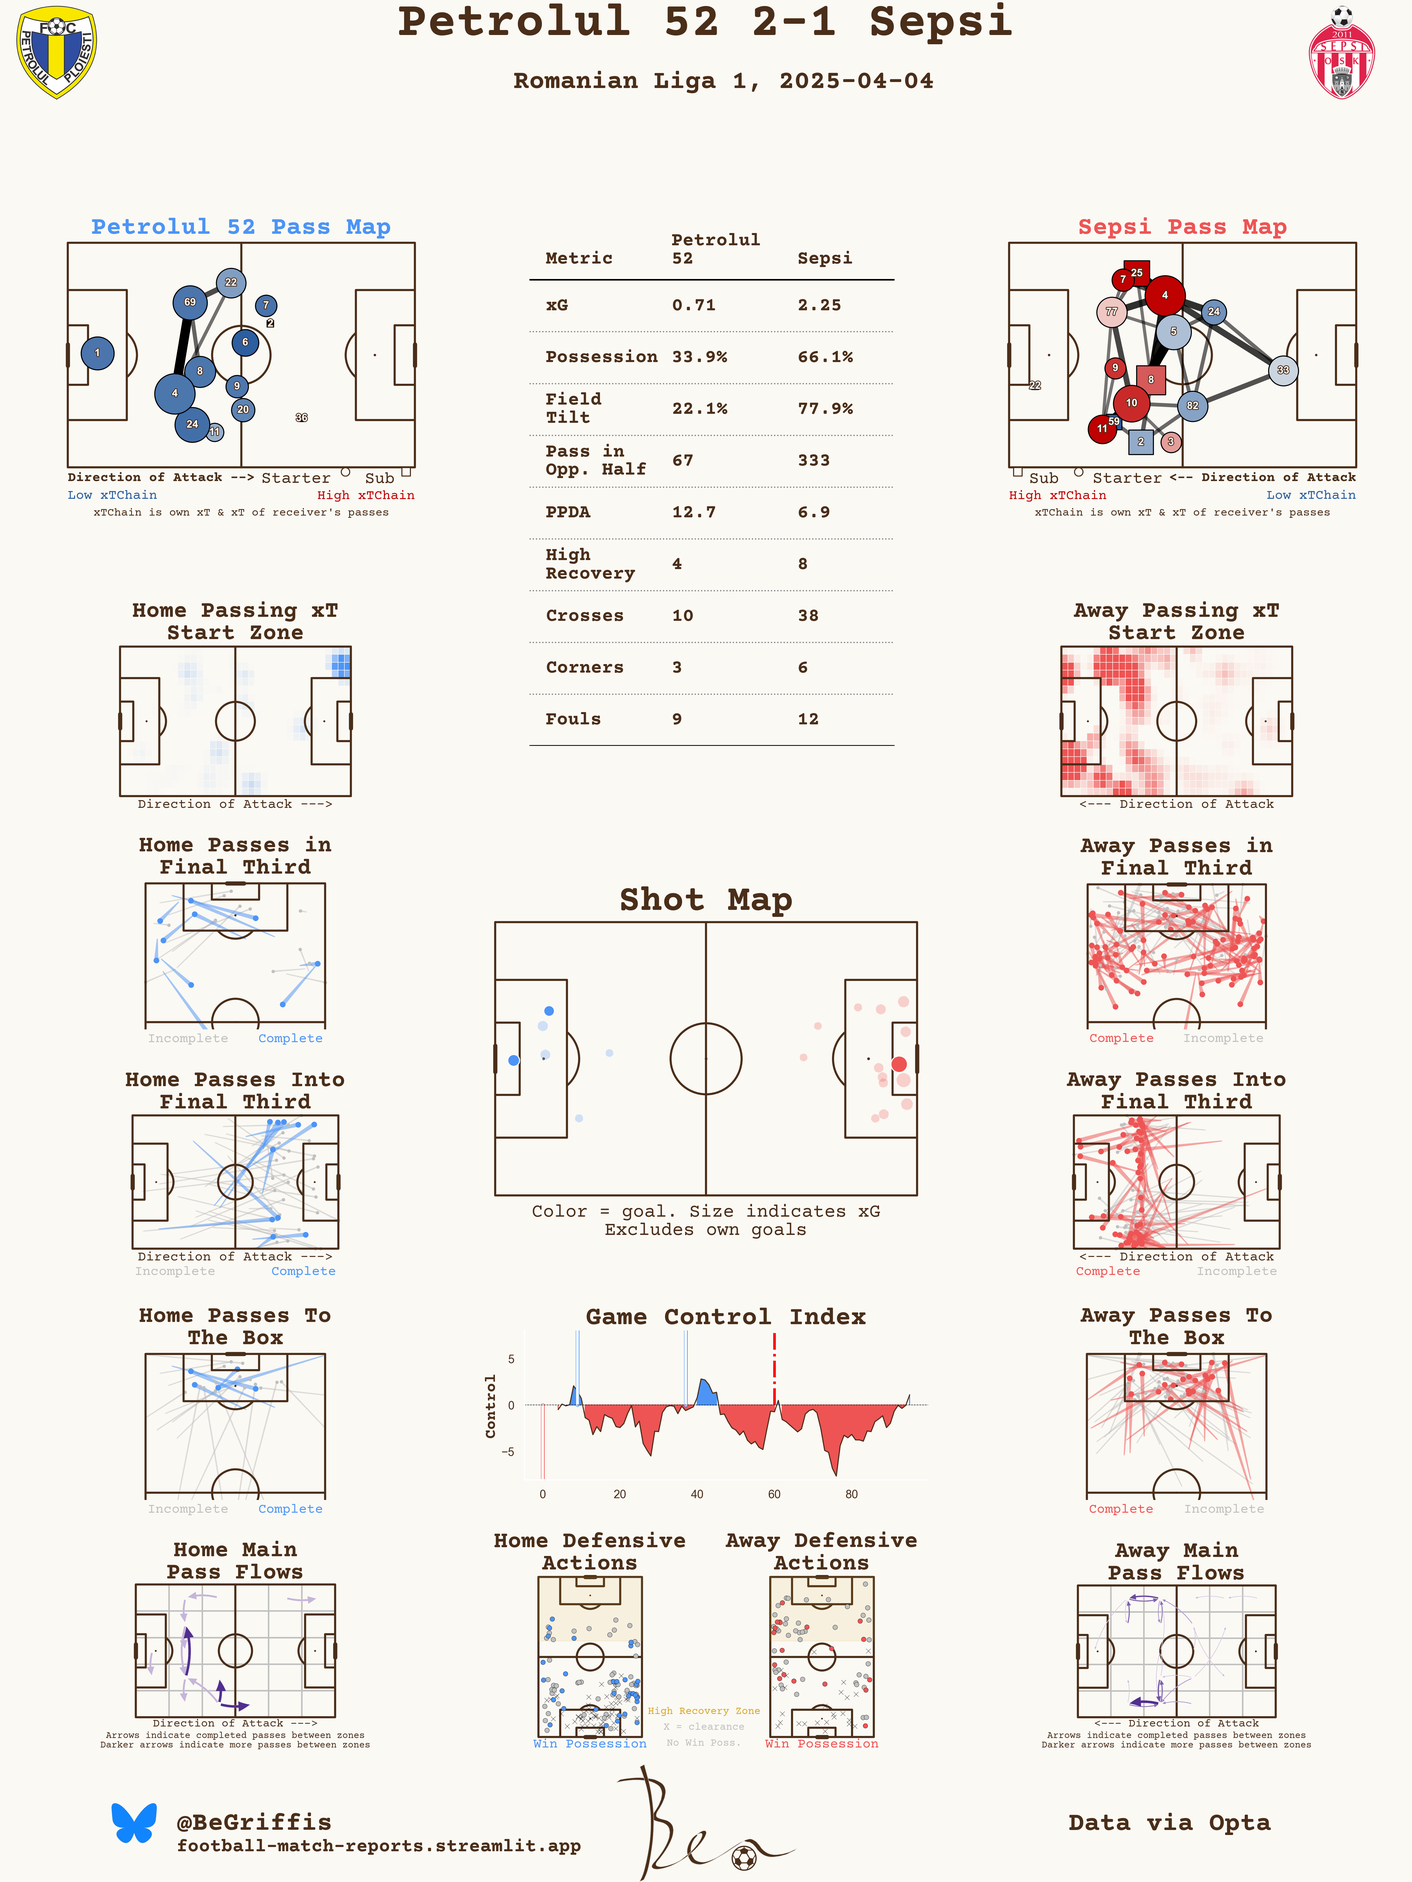 Petrolul 52 2-1 Sepsi
Romanian Liga 1, 2025-04-04
FC
PETROLUL PLOIESTI
2011
SEPSI
OSK
Petrolul 52 Pass Map
22
69
7
2
6
1
8
9
4
20
24
11
36
Direction of Attack --> Starter Sub
Low xTChain High xTChain
xTChain is own xT & xT of receiver's passes
Metric Petrolul 52 Sepsi
xG 0.71 2.25
Possession 33.9% 66.1%
Field Tilt 22.1% 77.9%
Pass in Opp. Half 67 333
PPDA 12.7 6.9
High Recovery 4 8
Crosses 10 38
Corners 3 6
Fouls 9 12
Sepsi Pass Map
25
7
4
77
24
5
9
33
8
22
10
82
59
11
2
3
Sub Starter <-- Direction of Attack
High xTChain Low xTChain
xTChain is own xT & xT of receiver's passes
Home Passing xT
Start Zone
Direction of Attack --->
Away Passing xT
Start Zone
<--- Direction of Attack
Home Passes in
Final Third
Incomplete Complete
Away Passes in
Final Third
Complete Incomplete
Shot Map
Color = goal. Size indicates xG
Excludes own goals
Home Passes Into
Final Third
Direction of Attack --->
Incomplete Complete
Away Passes Into
Final Third
<--- Direction of Attack
Complete Incomplete
Home Passes To
The Box
Incomplete Complete
Game Control Index
Control
5
0
−5
0 20 40 60 80
Away Passes To
The Box
Complete Incomplete
Home Main
Pass Flows
Direction of Attack --->
Arrows indicate completed passes between zones
Darker arrows indicate more passes between zones
Home Defensive
Actions
Win Possession
Away Defensive
Actions
Win Possession
High Recovery Zone
X = clearance
No Win Poss.
Away Main
Pass Flows
<--- Direction of Attack
Arrows indicate completed passes between zones
Darker arrows indicate more passes between zones
@BeGriffis
football-match-reports.streamlit.app
Ben
Data via Opta